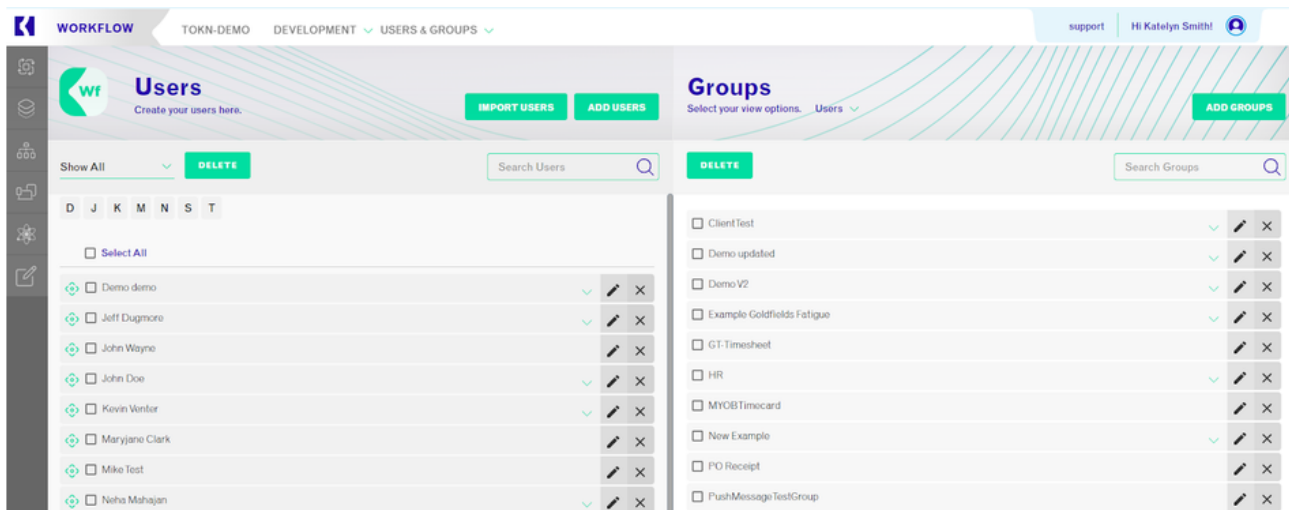 WORKFLOW TOKN-DEMO DEVELOPMENT USERS & GROUPS support Hi Katelyn Smith!
Wf
Users
Create your users here.
IMPORT USERS ADD USERS
Groups
Select your view options. Users
ADD GROUPS
Show All DELETE Search Users
D J K M N S T
Select All
Demo demo
Jeff Dugmore
John Wayne
John Doe
Kevin Venter
Maryjane Clark
Mike Test
Neha Mahajan
DELETE Search Groups
ClientTest
Demo updated
Demo V2
Example Goldfields Fatigue
GT-Timesheet
HR
MYOBTimecard
New Example
PO Receipt
PushMessageTestGroup